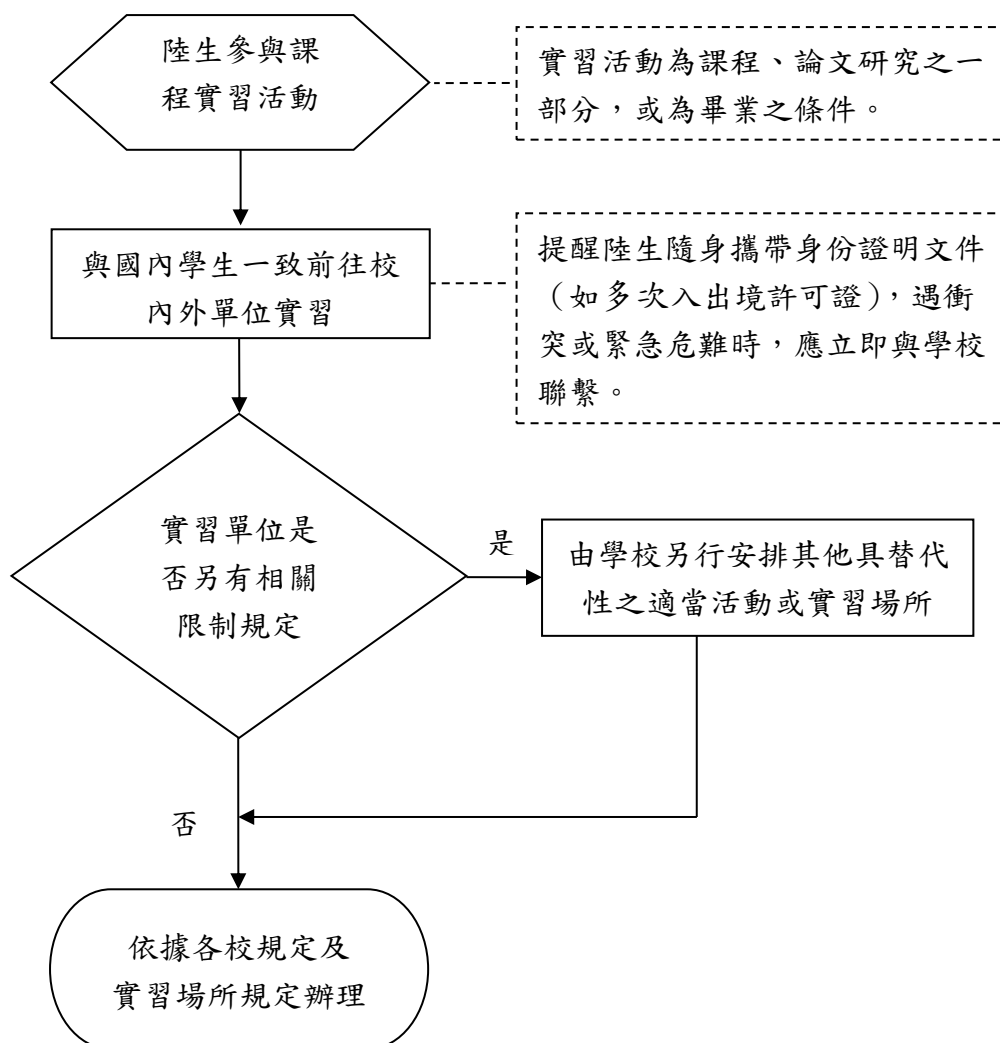 陸生參與課
程實習活動
實習活動為課程、論文研究之一
部分，或為畢業之條件。
與國內學生一致前往校
內外單位實習
提醒陸生隨身攜帶身份證明文件
（如多次入出境許可證），遇衝
突或緊急危難時，應立即與學校
聯繫。
實習單位是
否另有相關
限制規定
是
由學校另行安排其他具替代
性之適當活動或實習場所
否
依據各校規定及
實習場所規定辦理